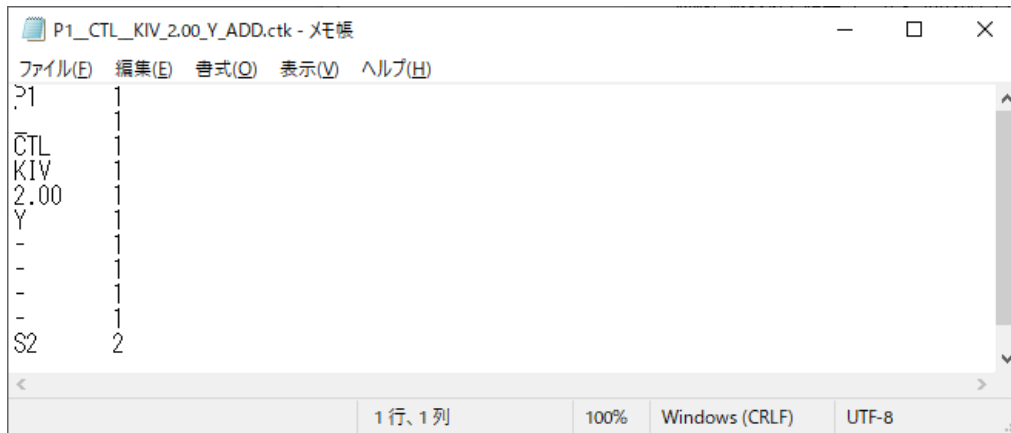 P1__CTL__KIV_2.00_Y_ADD.ctk - メモ帳
ファイル(F) 編集(E) 書式(O) 表示(V) ヘルプ(H)
P1 1
_ 1
CTL 1
KIV 1
2.00 1
Y 1
- 1
- 1
- 1
- 1
S2 2
1 行、1 列 100% Windows (CRLF) UTF-8